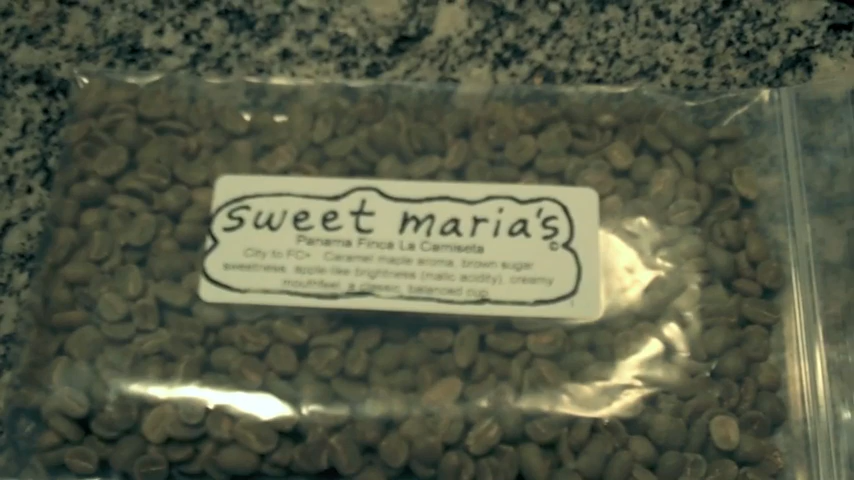 sweet maria's
©
Panama Finca La Camiseta
City to FC+ Caramel maple aroma, brown sugar
sweetness, apple-like brightness (malic acidity), creamy
mouthfeel, a classic, balanced cup